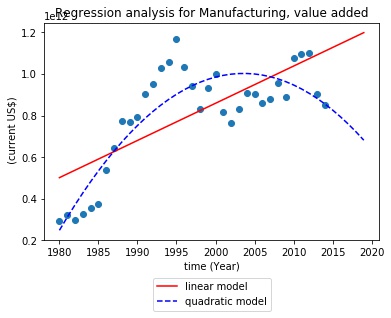 Regression analysis for Manufacturing, value added
1e12
1.2
1.0
0.8
0.6
0.4
0.2
(current US$)
1980 1985 1990 1995 2000 2005 2010 2015 2020
time (Year)
linear model
quadratic model